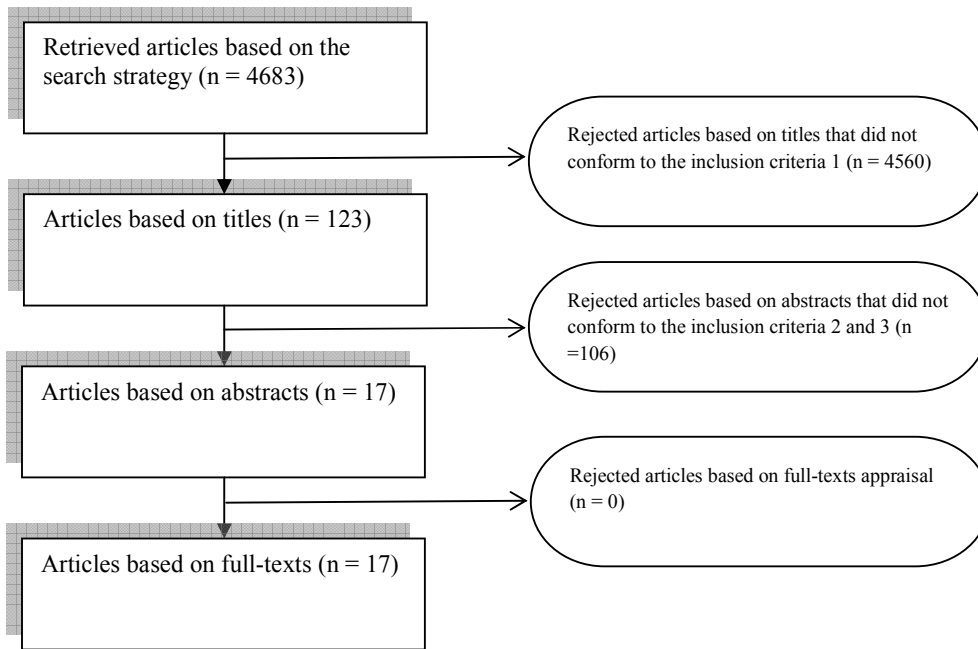 Retrieved articles based on the
search strategy (n = 4683)
Rejected articles based on titles that did not
conform to the inclusion criteria 1 (n = 4560)
Articles based on titles (n = 123)
Rejected articles based on abstracts that did not
conform to the inclusion criteria 2 and 3 (n
=106)
Articles based on abstracts (n = 17)
Rejected articles based on full-texts appraisal
(n = 0)
Articles based on full-texts (n = 17)